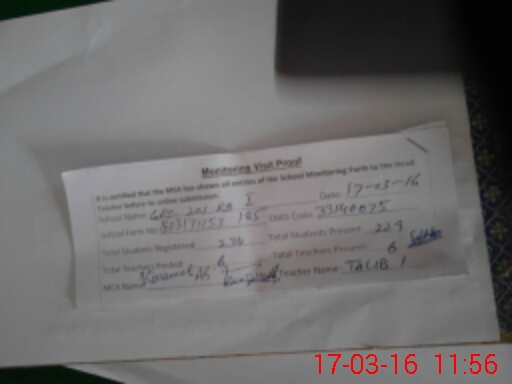 Monitoring Visit Proof
It is certified that the MEA has shown all entries of the School Monitoring Form to the Head
Teacher before its online submission.
School Name: GPS 201 RB I Date: 17-03-16
School Form No: 185 EMIS Code: 33140075
Total Students Registered: Total Students Present: 229
Total Teachers Posted: 6 Total Teachers Present: 6
MEA Name: Teacher Name: TALIB
17-03-16 11:56